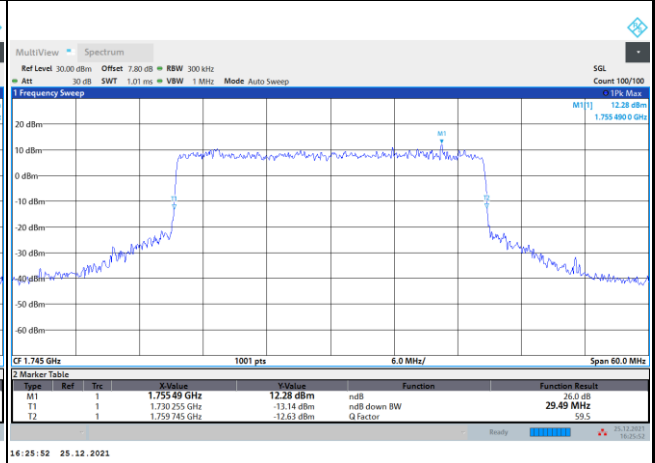 MultiView Spectrum
Ref Level 30.00 dBm Offset 7.80 dB RBW 300 kHz SGL
Att 30 dB SWT 1.01 ms VBW 1 MHz Mode Auto Sweep Count 100/100
1 Frequency Sweep 1Pk Max
M1[1] 12.28 dBm
1.755 490 0 GHz
M1
20 dBm
10 dBm
0 dBm
-10 dBm
T1 T2
-20 dBm
-30 dBm
-40 dBm
-50 dBm
-60 dBm
CF 1.745 GHz 1001 pts 6.0 MHz/ Span 60.0 MHz
2 Marker Table
Type Ref Trc X-Value Y-Value Function Function Result
M1 1 1.755 49 GHz 12.28 dBm ndB 26.0 dB
T1 1 1.730 255 GHz -13.14 dBm ndB down BW 29.49 MHz
T2 1 1.759 745 GHz -12.63 dBm Q Factor 59.5
Ready 25.12.2021
16:25:52
16:25:52 25.12.2021